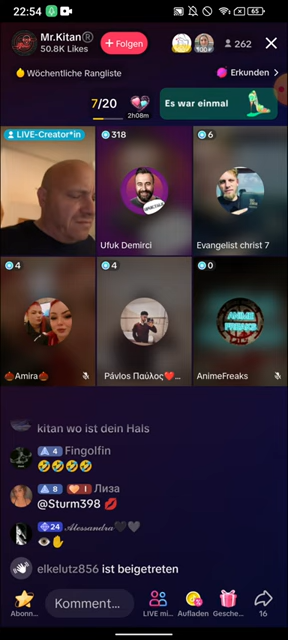 22:54
65
Mr.Kitan®
50.8K Likes
+ Folgen
262
Wöchentliche Rangliste
Erkunden
7/20
2h08m
Es war einmal
LIVE-Creator*in
318
6
Ufuk Demirci
Evangelist christ 7
4
4
0
Amira
Pávlos Παύλος❤️...
AnimeFreaks
ANIME
FREAKS
kitan wo ist dein Hals
4 Fingolfin
🤣🤣🤣🤣
8 I Лиза
@Sturm398 💋
24 𝒜𝓁𝑒𝓈𝓈𝒶𝓃𝒹𝓇𝒶🖤🩶
👁️✋
elkelutz856 ist beigetreten
Abonn...
Komment...
LIVE mi...
Aufladen
Gesche...
16